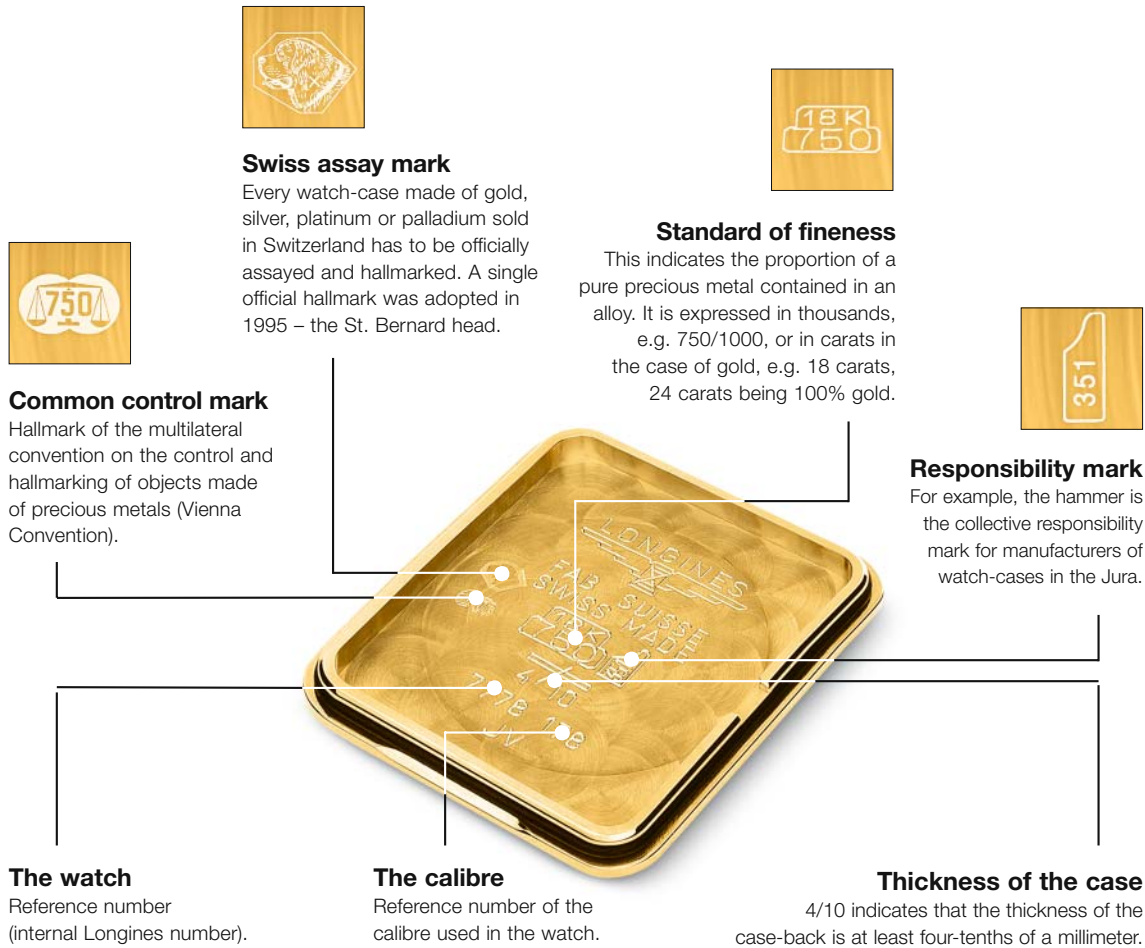 Swiss assay mark
Every watch-case made of gold,
silver, platinum or palladium sold
in Switzerland has to be officially
assayed and hallmarked. A single
official hallmark was adopted in
1995 – the St. Bernard head.
18 K
750
Standard of fineness
This indicates the proportion of a
pure precious metal contained in an
alloy. It is expressed in thousands,
e.g. 750/1000, or in carats in
the case of gold, e.g. 18 carats,
24 carats being 100% gold.
750
Common control mark
Hallmark of the multilateral
convention on the control and
hallmarking of objects made
of precious metals (Vienna
Convention).
351
Responsibility mark
For example, the hammer is
the collective responsibility
mark for manufacturers of
watch-cases in the Jura.
LONGINES
FAB SUISSE
SWISS MADE
18K
750
4/10
JV
The watch
Reference number
(internal Longines number).
The calibre
Reference number of the
calibre used in the watch.
Thickness of the case
4/10 indicates that the thickness of the
case-back is at least four-tenths of a millimeter.